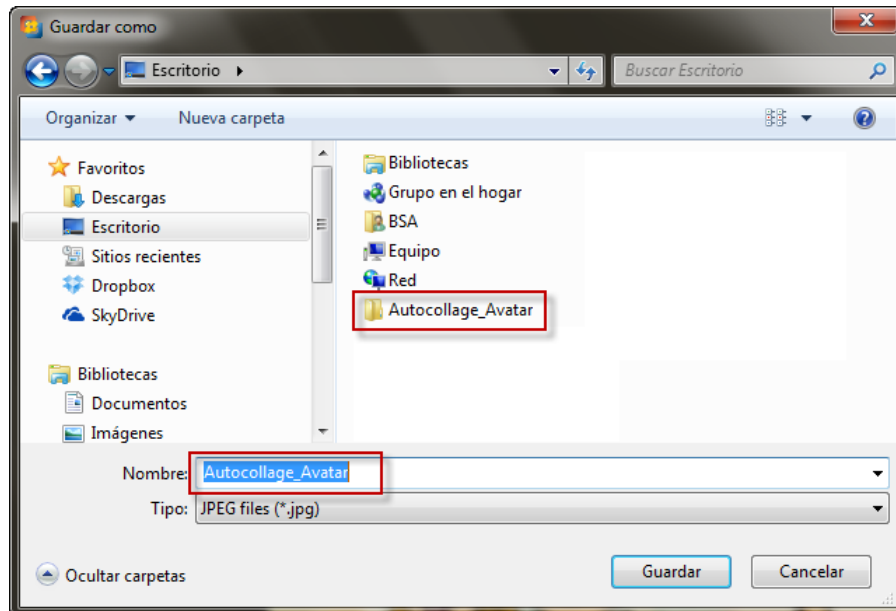 Guardar como
Escritorio
Buscar Escritorio
Organizar
Nueva carpeta
Favoritos
Descargas
Escritorio
Sitios recientes
Dropbox
SkyDrive
Bibliotecas
Documentos
Imágenes
Bibliotecas
Grupo en el hogar
BSA
Equipo
Red
Autocollage_Avatar
Nombre: Autocollage_Avatar
Tipo: JPEG files (*.jpg)
Ocultar carpetas
Guardar
Cancelar